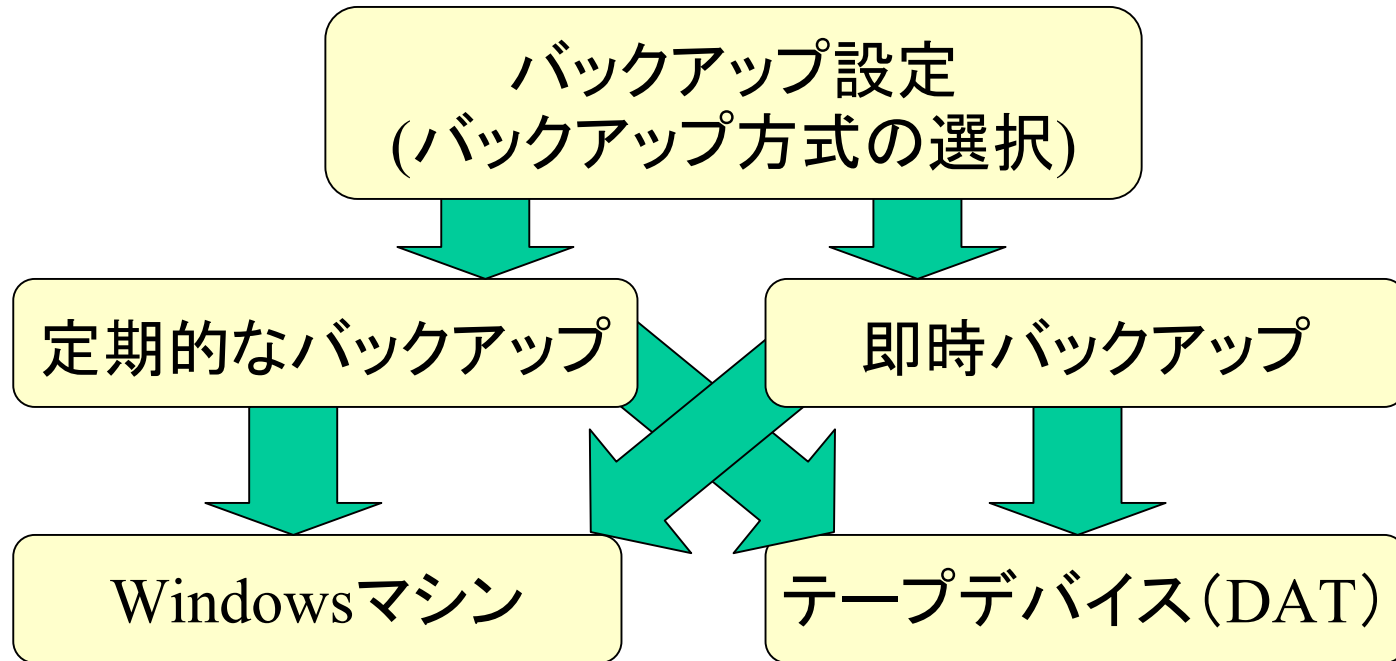 バックアップ設定
(バックアップ方式の選択)
定期的なバックアップ
即時バックアップ
Windowsマシン
テープデバイス（DAT）